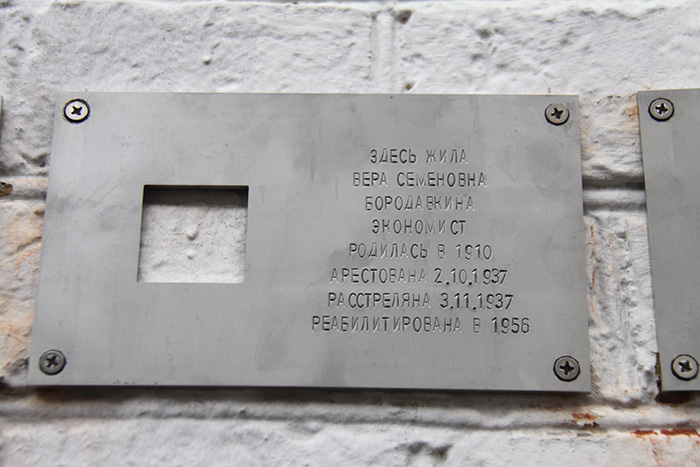 ЗДЕСЬ ЖИЛА
ВЕРА СЕМЕНОВНА
БОРОДАВКИНА
ЭКОНОМИСТ
РОДИЛАСЬ В 1910
АРЕСТОВАНА 2.10.1937
РАССТРЕЛЯНА 3.11.1937
РЕАБИЛИТИРОВАНА В 1956